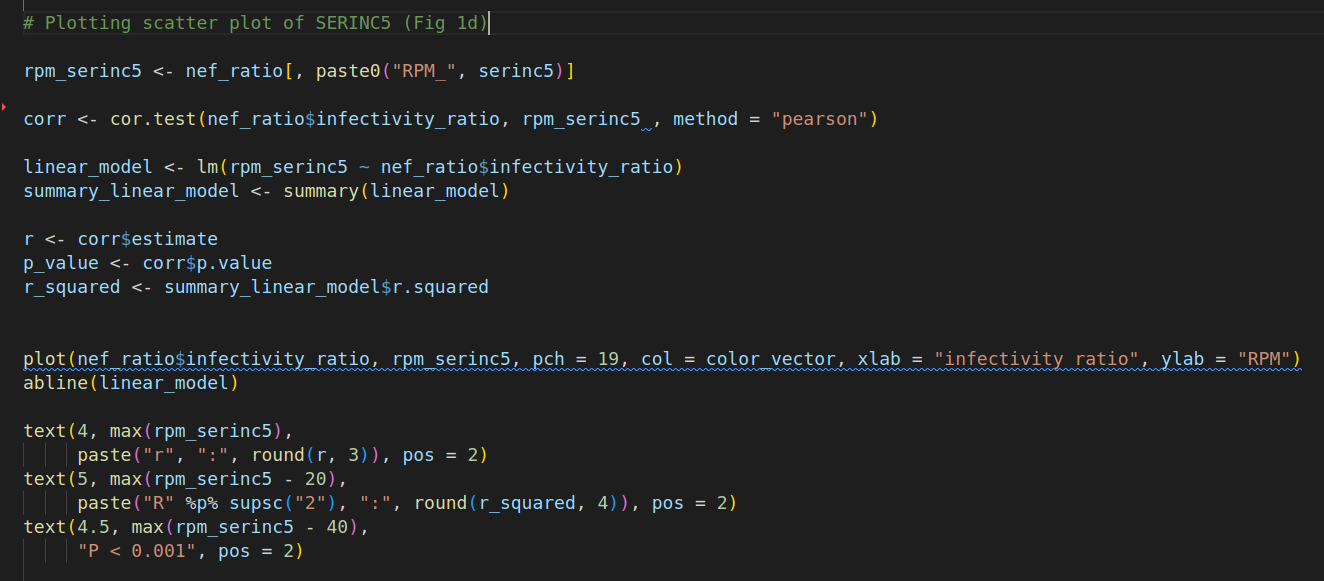 # Plotting scatter plot of SERINC5 (Fig 1d)
rpm_serinc5 <- nef_ratio[, paste0("RPM_", serinc5)]
corr <- cor.test(nef_ratio$infectivity_ratio, rpm_serinc5 , method = "pearson")
linear_model <- lm(rpm_serinc5 ~ nef_ratio$infectivity_ratio)
summary_linear_model <- summary(linear_model)
r <- corr$estimate
p_value <- corr$p.value
r_squared <- summary_linear_model$r.squared
plot(nef_ratio$infectivity_ratio, rpm_serinc5, pch = 19, col = color_vector, xlab = "infectivity ratio", ylab = "RPM")
abline(linear_model)
text(4, max(rpm_serinc5),
     paste("r", ":", round(r, 3)), pos = 2)
text(5, max(rpm_serinc5 - 20),
     paste("R" %p% supsc("2"), ":", round(r_squared, 4)), pos = 2)
text(4.5, max(rpm_serinc5 - 40),
     "P < 0.001", pos = 2)